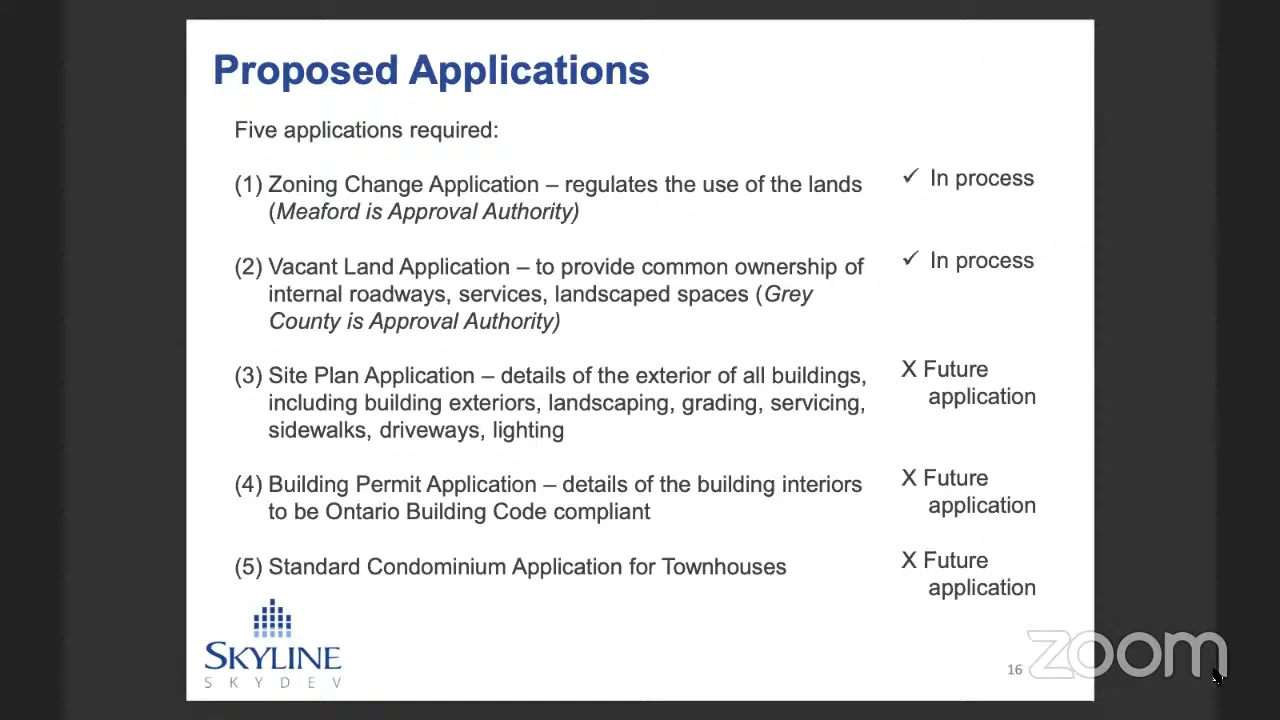 Proposed Applications
Five applications required:
(1) Zoning Change Application – regulates the use of the lands
(Meaford is Approval Authority)
✓ In process
(2) Vacant Land Application – to provide common ownership of
internal roadways, services, landscaped spaces (Grey
County is Approval Authority)
✓ In process
(3) Site Plan Application – details of the exterior of all buildings,
including building exteriors, landscaping, grading, servicing,
sidewalks, driveways, lighting
X Future
application
(4) Building Permit Application – details of the building interiors
to be Ontario Building Code compliant
X Future
application
(5) Standard Condominium Application for Townhouses
X Future
application
SKYLINE
SKYDEV
16
zoom